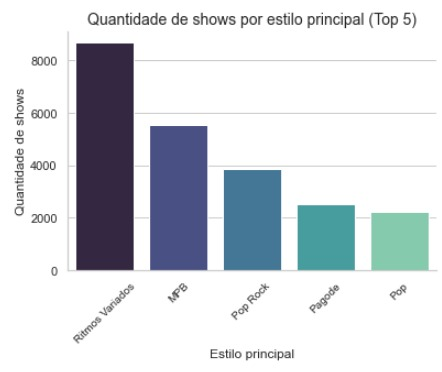 Quantidade de shows por estilo principal (Top 5)
Quantidade de shows
8000
6000
4000
2000
0
Ritmos Variados
MPB
Pop Rock
Pagode
Pop
Estilo principal